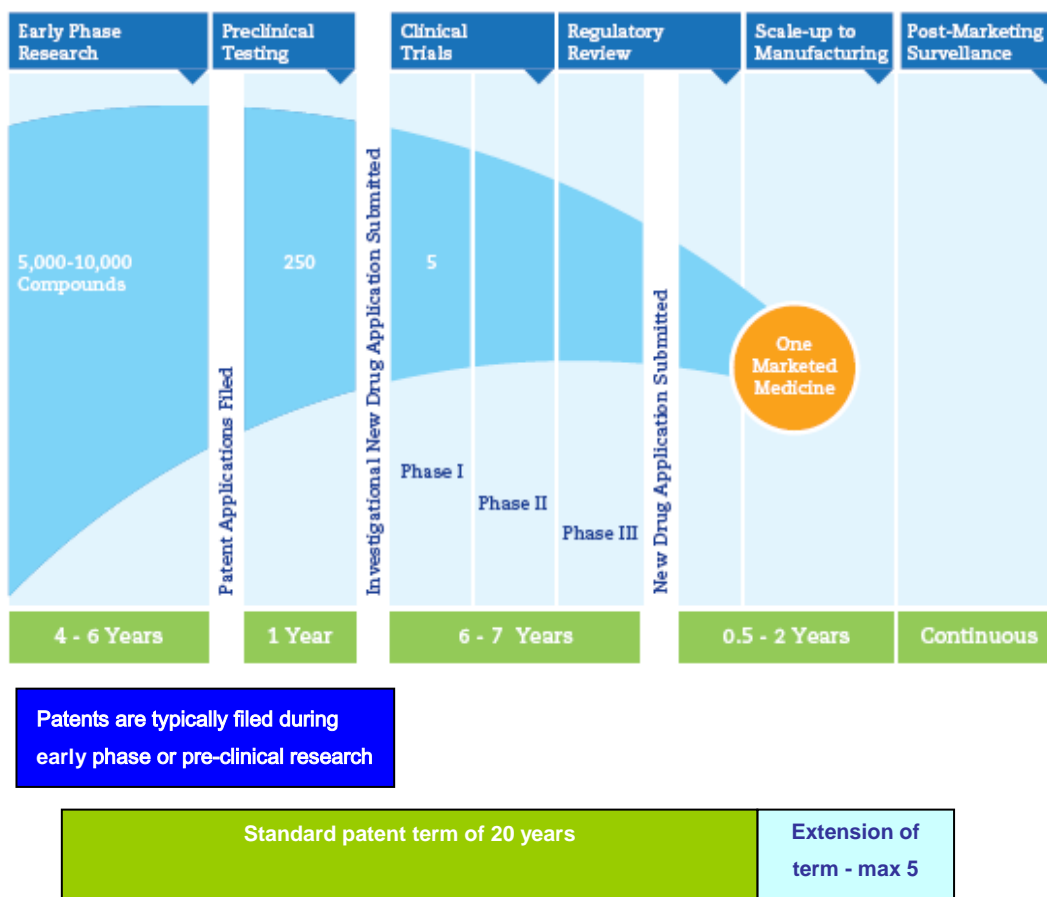 Early Phase
Research
Preclinical
Testing
Clinical
Trials
Regulatory
Review
Scale-up to
Manufacturing
Post-Marketing
Survellance
5,000-10,000
Compounds
Patent Applications Filed
250
Investigational New Drug Application Submitted
5
Phase I
Phase II
Phase III
New Drug Application Submitted
One
Marketed
Medicine
4 - 6 Years
1 Year
6 - 7 Years
0.5 - 2 Years
Continuous
Patents are typically filed during
early phase or pre-clinical research
Standard patent term of 20 years
Extension of
term - max 5